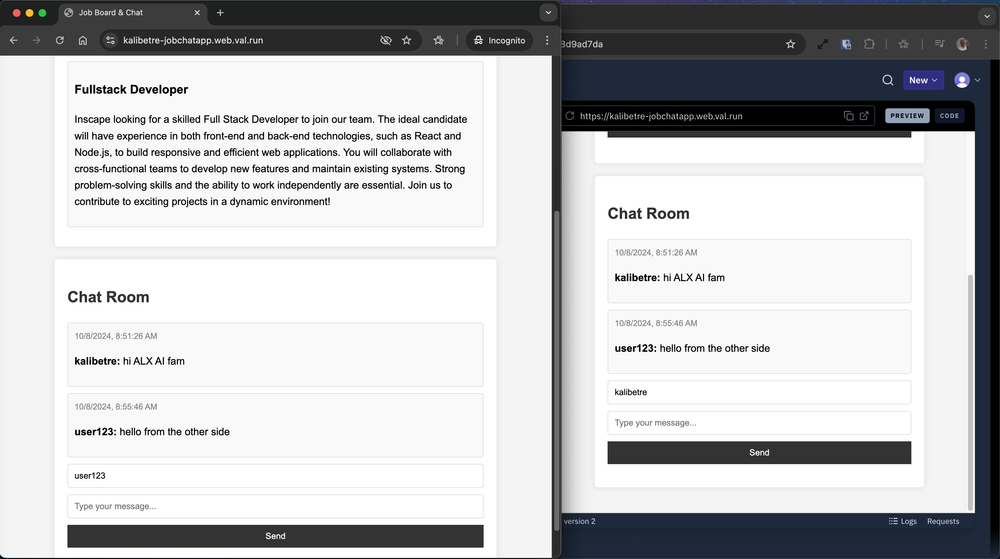 Job Board & Chat
kalibetre-jobchatapp.web.val.run
Incognito
Fullstack Developer
Inscape looking for a skilled Full Stack Developer to join our team. The ideal candidate
will have experience in both front-end and back-end technologies, such as React and
Node.js, to build responsive and efficient web applications. You will collaborate with
cross-functional teams to develop new features and maintain existing systems. Strong
problem-solving skills and the ability to work independently are essential. Join us to
contribute to exciting projects in a dynamic environment!
Chat Room
10/8/2024, 8:51:26 AM
kalibetre: hi ALX AI fam
10/8/2024, 8:55:46 AM
user123: hello from the other side
user123
Type your message...
Send
8d9ad7da
New
https://kalibetre-jobchatapp.web.val.run
PREVIEW
CODE
Chat Room
10/8/2024, 8:51:26 AM
kalibetre: hi ALX AI fam
10/8/2024, 8:55:46 AM
user123: hello from the other side
kalibetre
Type your message...
Send
version 2
Logs
Requests